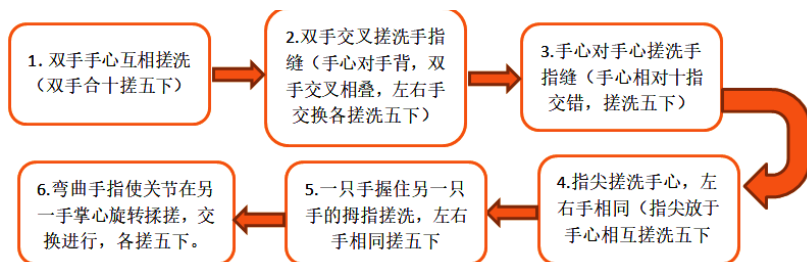 1. 双手手心互相搓洗
（双手合十搓五下）
2.双手交叉搓洗手指
缝（手心对手背，双
手交叉相叠，左右手
交换各搓洗五下）
3.手心对手心搓洗手
指缝（手心相对十指
交错，搓洗五下）
4.指尖搓洗手心，左
右手相同（指尖放于
手心相互搓洗五下
5.一只手握住另一只
手的拇指搓洗，左右
手相同搓五下
6.弯曲手指使关节在另
一手掌心旋转揉搓，交
换进行，各搓五下。